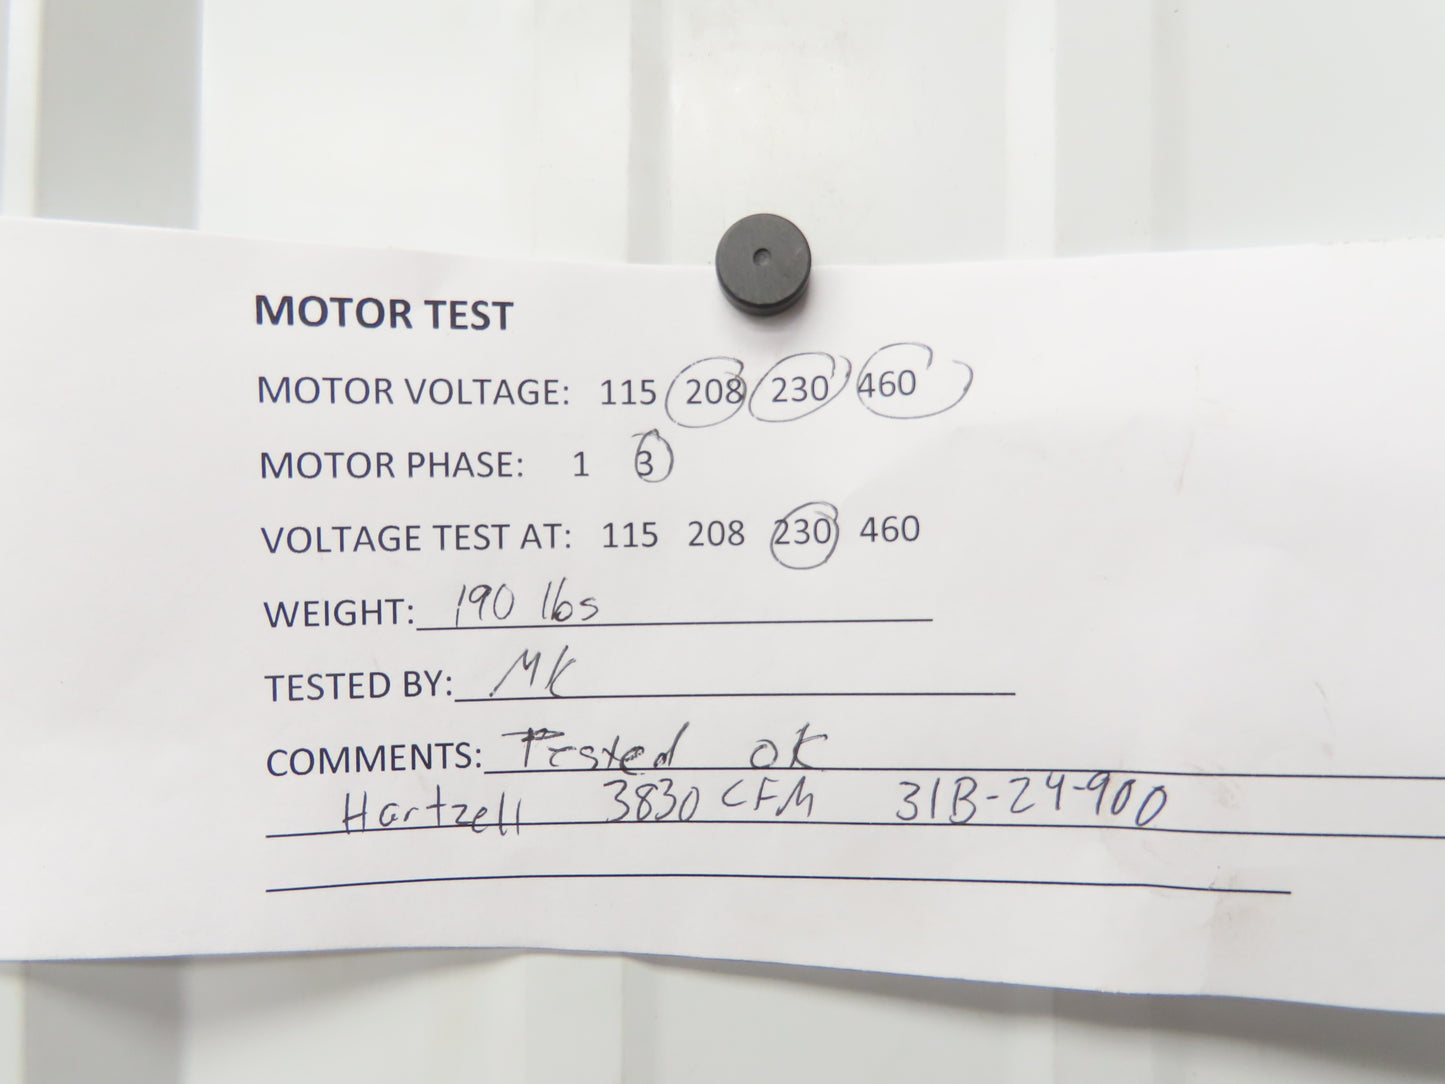 MOTOR TEST
MOTOR VOLTAGE: 115 208 230 460
MOTOR PHASE: 1 3
VOLTAGE TEST AT: 115 208 230 460
WEIGHT: 190 lbs
TESTED BY: MK
COMMENTS: Tested ok
Hartzell 3830 CFM 31B-24-900